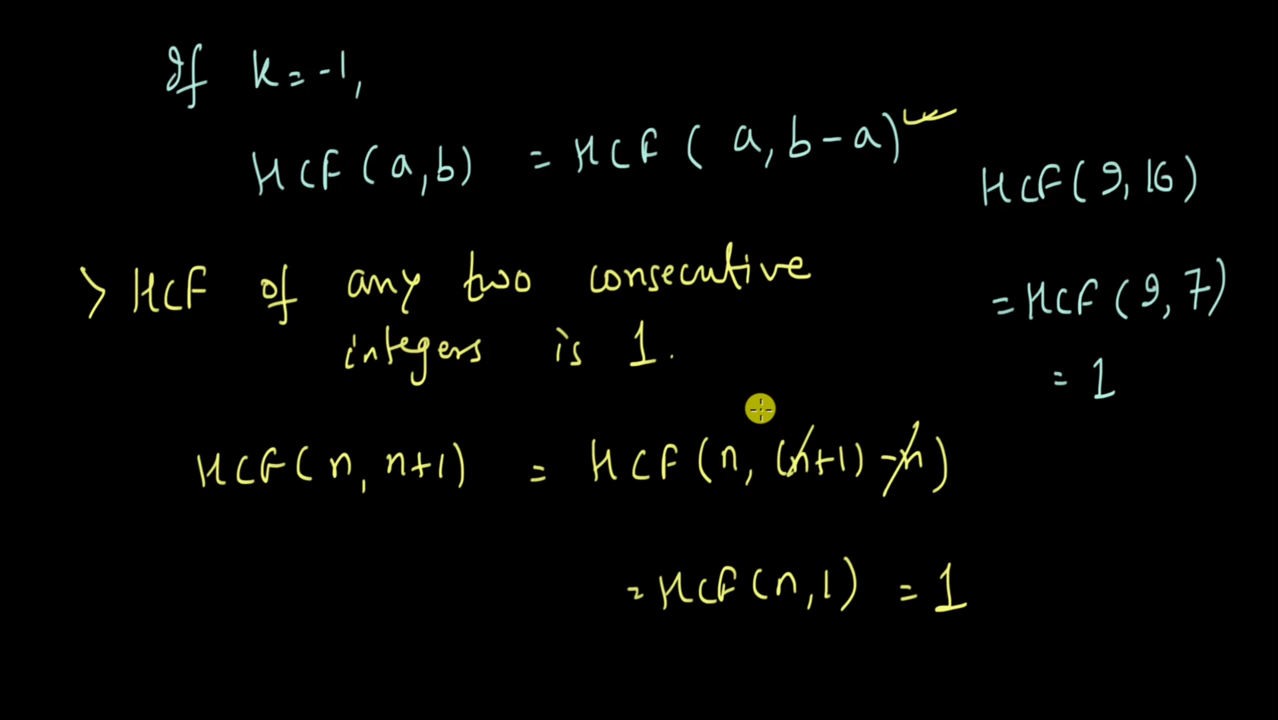 If k = -1,
HCF (a, b) = HCF ( a, b - a)
HCF ( 9, 16 )
= HCF ( 9, 7 )
= 1
> HCF of any two consecutive
integers is 1.
HCF ( n, n+1 ) = HCF ( n, (n+1) - n )
= HCF (n, 1) = 1